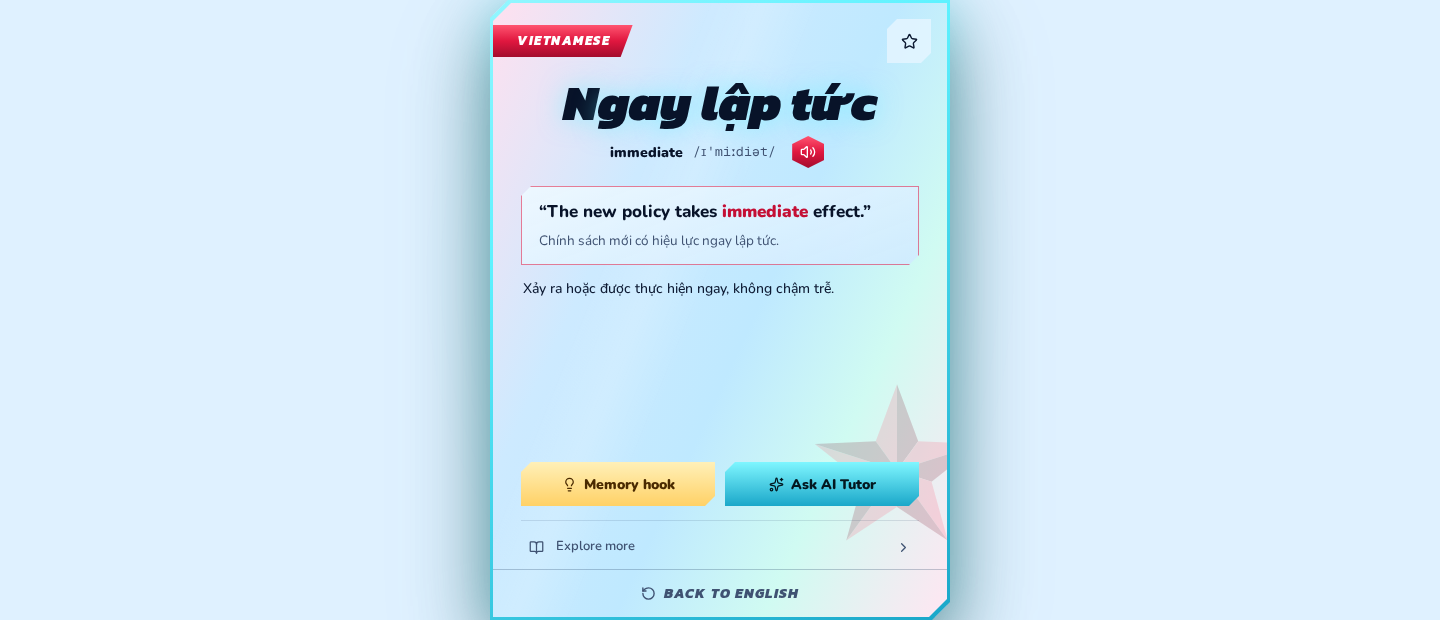 VIETNAMESE
Ngay lập tức
immediate /ɪˈmiːdiət/
“The new policy takes immediate effect.”
Chính sách mới có hiệu lực ngay lập tức.
Xảy ra hoặc được thực hiện ngay, không chậm trễ.
Memory hook
Ask AI Tutor
Explore more
BACK TO ENGLISH